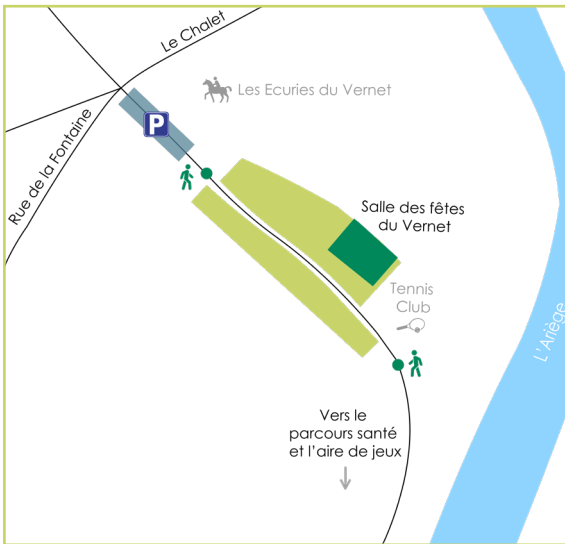 Le Chalet
Les Ecuries du Vernet
P
Rue de la Fontaine
Salle des fêtes
du Vernet
Tennis
Club
L'Ariège
Vers le
parcours santé
et l'aire de jeux